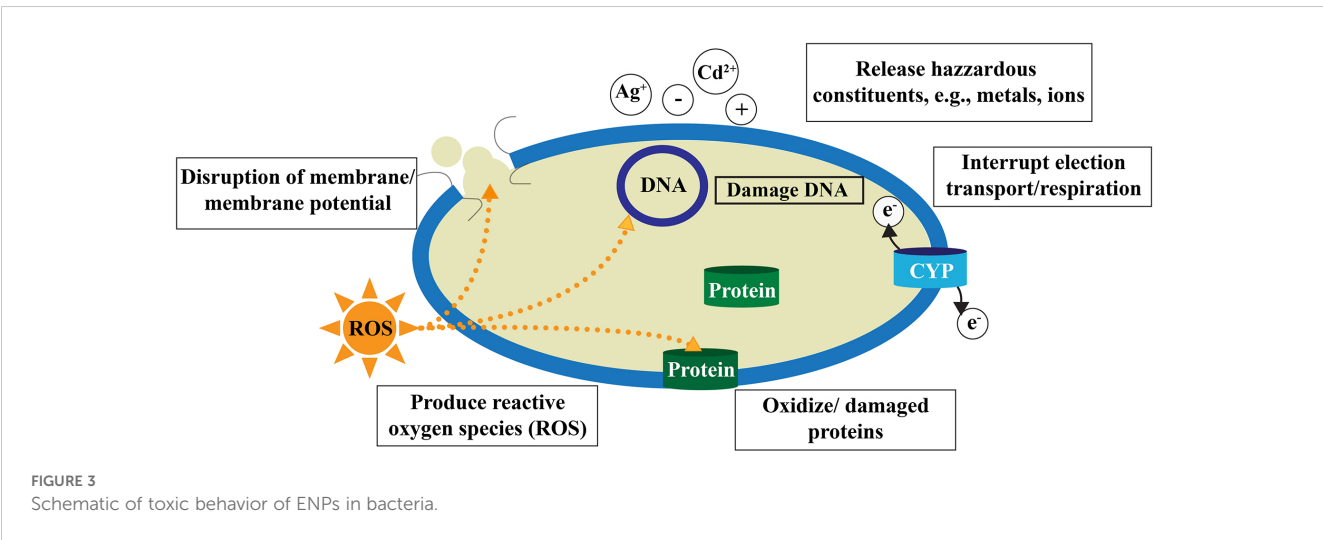 Cd²⁺
Ag⁺
-
+
Release hazzardous
constituents, e.g., metals, ions
Disruption of membrane/
membrane potential
DNA
Damage DNA
Interrupt election
transport/respiration
e⁻
CYP
e⁻
Protein
ROS
Protein
Produce reactive
oxygen species (ROS)
Oxidize/ damaged
proteins
FIGURE 3
Schematic of toxic behavior of ENPs in bacteria.